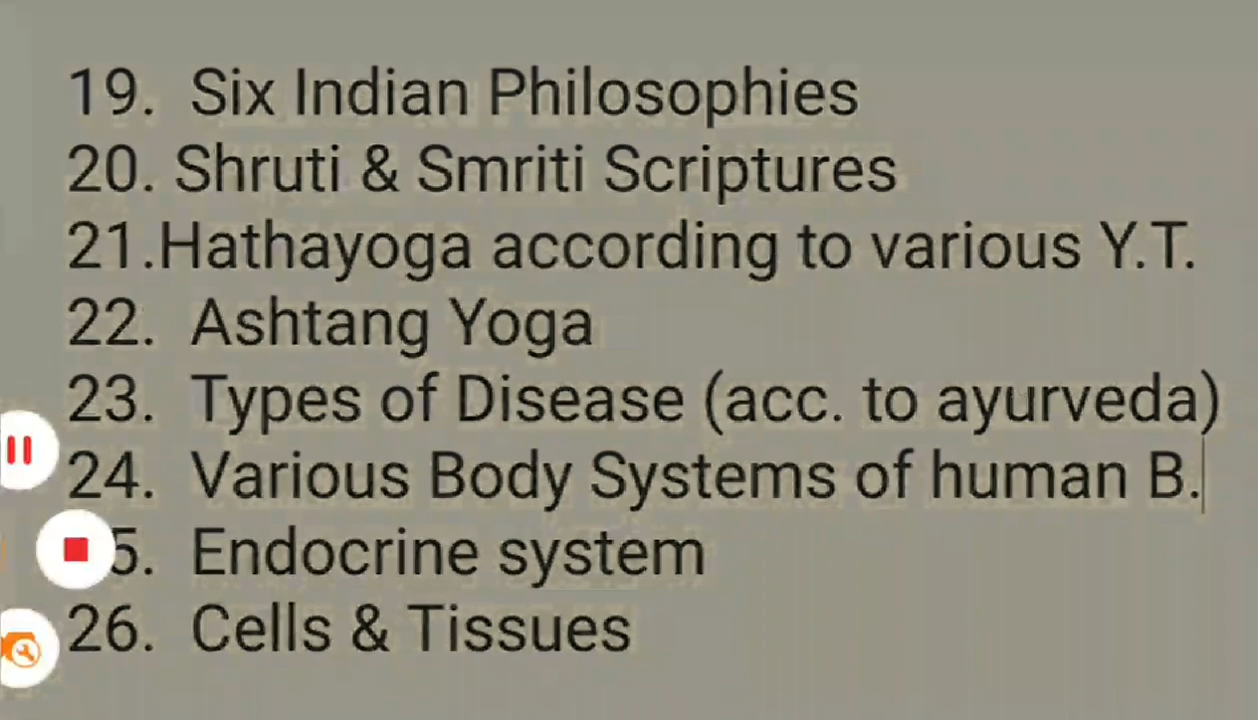 19. Six Indian Philosophies
20. Shruti & Smriti Scriptures
21.Hathayoga according to various Y.T.
22. Ashtang Yoga
23. Types of Disease (acc. to ayurveda)
24. Various Body Systems of human B.
5. Endocrine system
26. Cells & Tissues